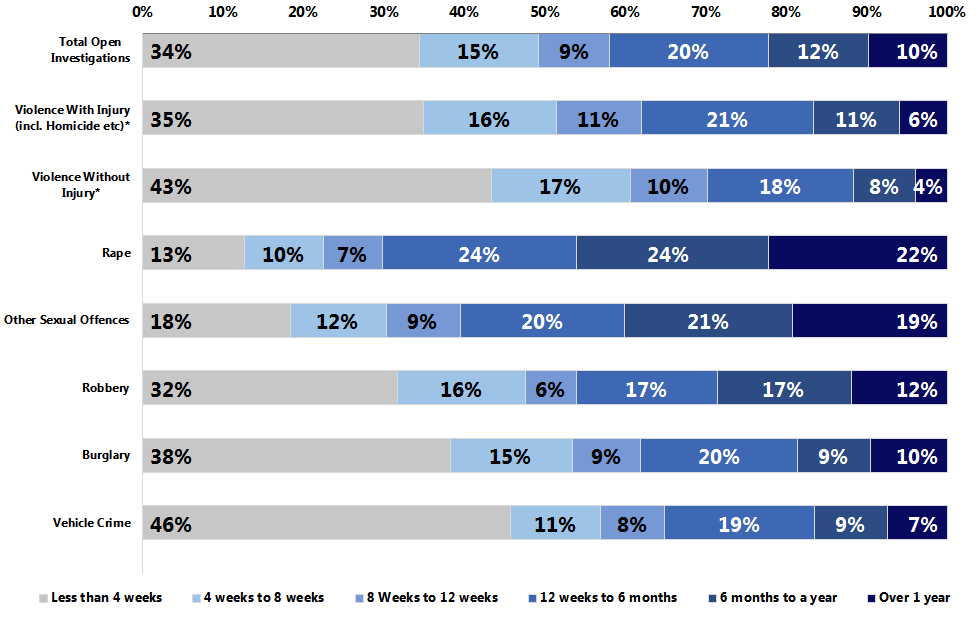 0% 10% 20% 30% 40% 50% 60% 70% 80% 90% 100%
Total Open
Investigations
34% 15% 9% 20% 12% 10%
Violence With Injury
(incl. Homicide etc)*
35% 16% 11% 21% 11% 6%
Violence Without
Injury*
43% 17% 10% 18% 8% 4%
Rape
13% 10% 7% 24% 24% 22%
Other Sexual Offences
18% 12% 9% 20% 21% 19%
Robbery
32% 16% 6% 17% 17% 12%
Burglary
38% 15% 9% 20% 9% 10%
Vehicle Crime
46% 11% 8% 19% 9% 7%
Less than 4 weeks 4 weeks to 8 weeks 8 Weeks to 12 weeks 12 weeks to 6 months 6 months to a year Over 1 year